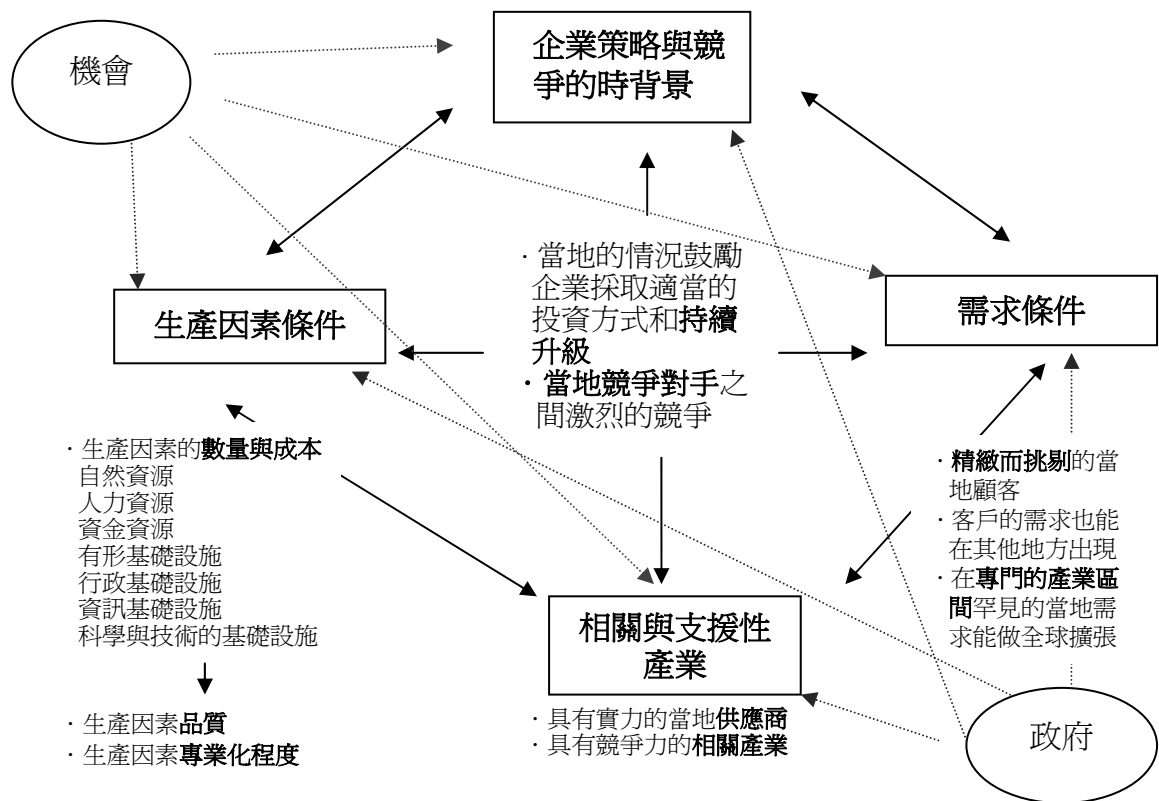 機會
企業策略與競
爭的時背景
生產因素條件
· 當地的情況鼓勵
企業採取適當的
投資方式和持續
升級
· 當地競爭對手之
間激烈的競爭
需求條件
· 生產因素的數量與成本
自然資源
人力資源
資金資源
有形基礎設施
行政基礎設施
資訊基礎設施
科學與技術的基礎設施
· 生產因素品質
· 生產因素專業化程度
相關與支援性
產業
· 具有實力的當地供應商
· 具有競爭力的相關產業
· 精緻而挑剔的當
地顧客
· 客戶的需求也能
在其他地方出現
· 在專門的產業區
間罕見的當地需
求能做全球擴張
政府